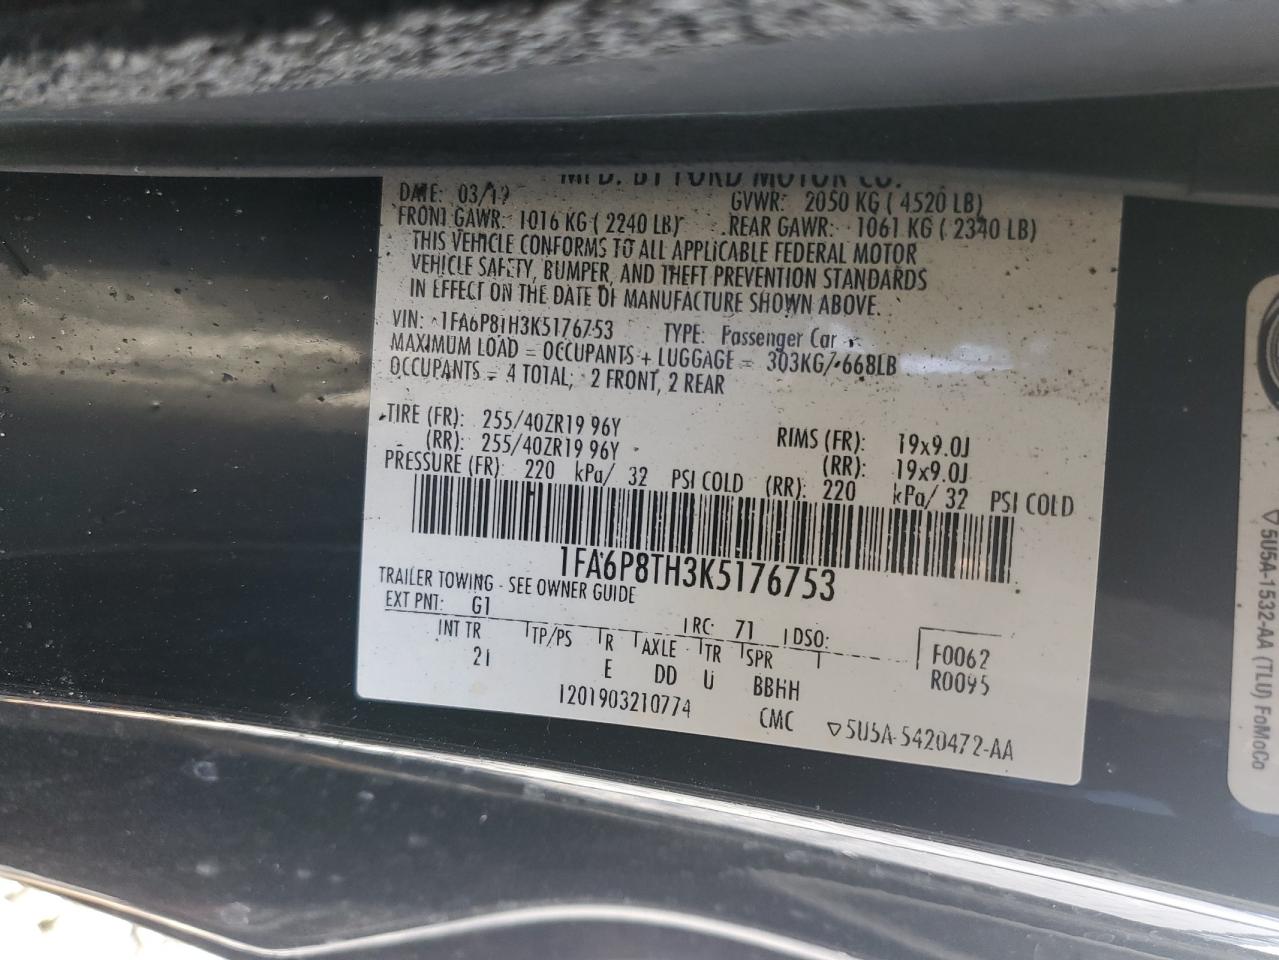 MFD. BY FORD MOTOR CO.
DATE: 03/19 GVWR: 2050 KG ( 4520 LB)
FRONT GAWR: 1016 KG ( 2240 LB) REAR GAWR: 1061 KG ( 2340 LB)
THIS VEHICLE CONFORMS TO ALL APPLICABLE FEDERAL MOTOR
VEHICLE SAFETY, BUMPER, AND THEFT PREVENTION STANDARDS
IN EFFECT ON THE DATE OF MANUFACTURE SHOWN ABOVE.
VIN: 1FA6P8TH3K5176753 TYPE: Passenger Car
MAXIMUM LOAD = OCCUPANTS + LUGGAGE = 303KG/ 668LB
OCCUPANTS = 4 TOTAL; 2 FRONT, 2 REAR
TIRE (FR): 255/40ZR19 96Y RIMS (FR): 19x9.0J
(RR): 255/40ZR19 96Y (RR): 19x9.0J
PRESSURE (FR): 220 kPa/ 32 PSI COLD (RR): 220 kPa/ 32 PSI COLD
1FA6P8TH3K5176753
TRAILER TOWING - SEE OWNER GUIDE
EXT PNT: G1 RC: 71 DSO:
INT TR TP/PS R AXLE TR SPR F0062
21 E DD U BBHH R0095
1201903210774 CMC ▽5U5A-5420472-AA
▽5U5A-1532-AA (TLU) FoMoCo